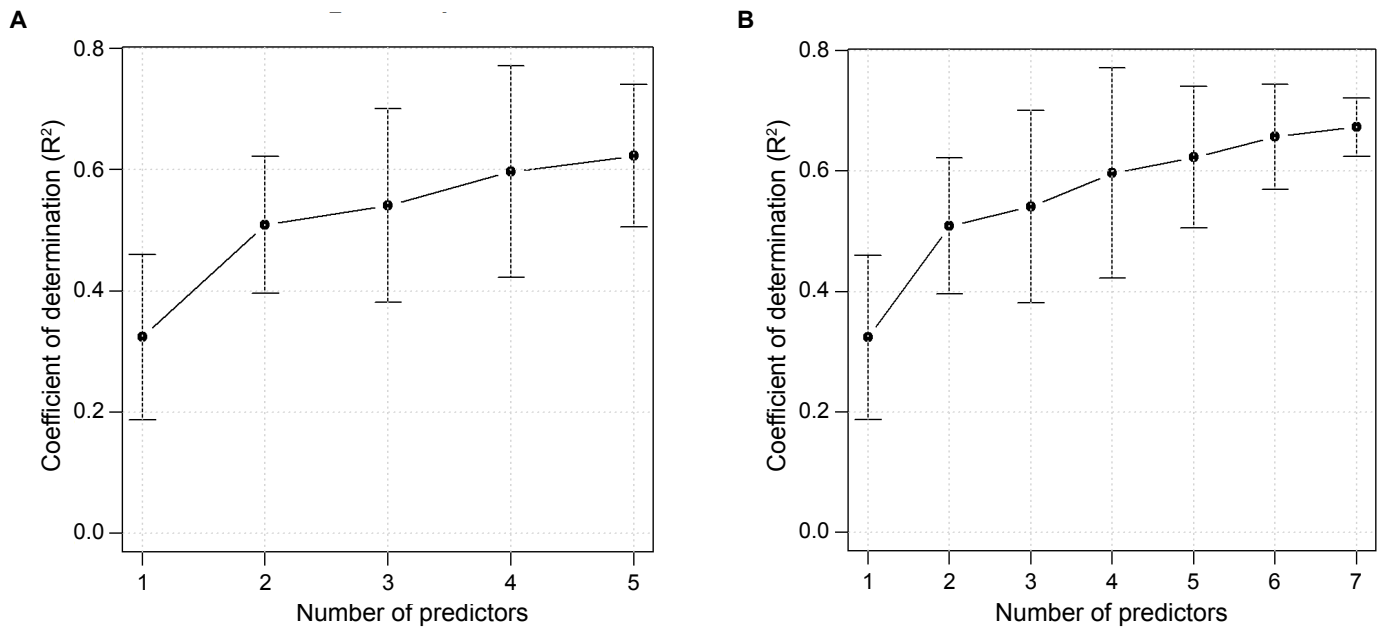 A
Coefficient of determination (R²)
0.8
0.6
0.4
0.2
0.0
1 2 3 4 5
Number of predictors
B
Coefficient of determination (R²)
0.8
0.6
0.4
0.2
0.0
1 2 3 4 5 6 7
Number of predictors